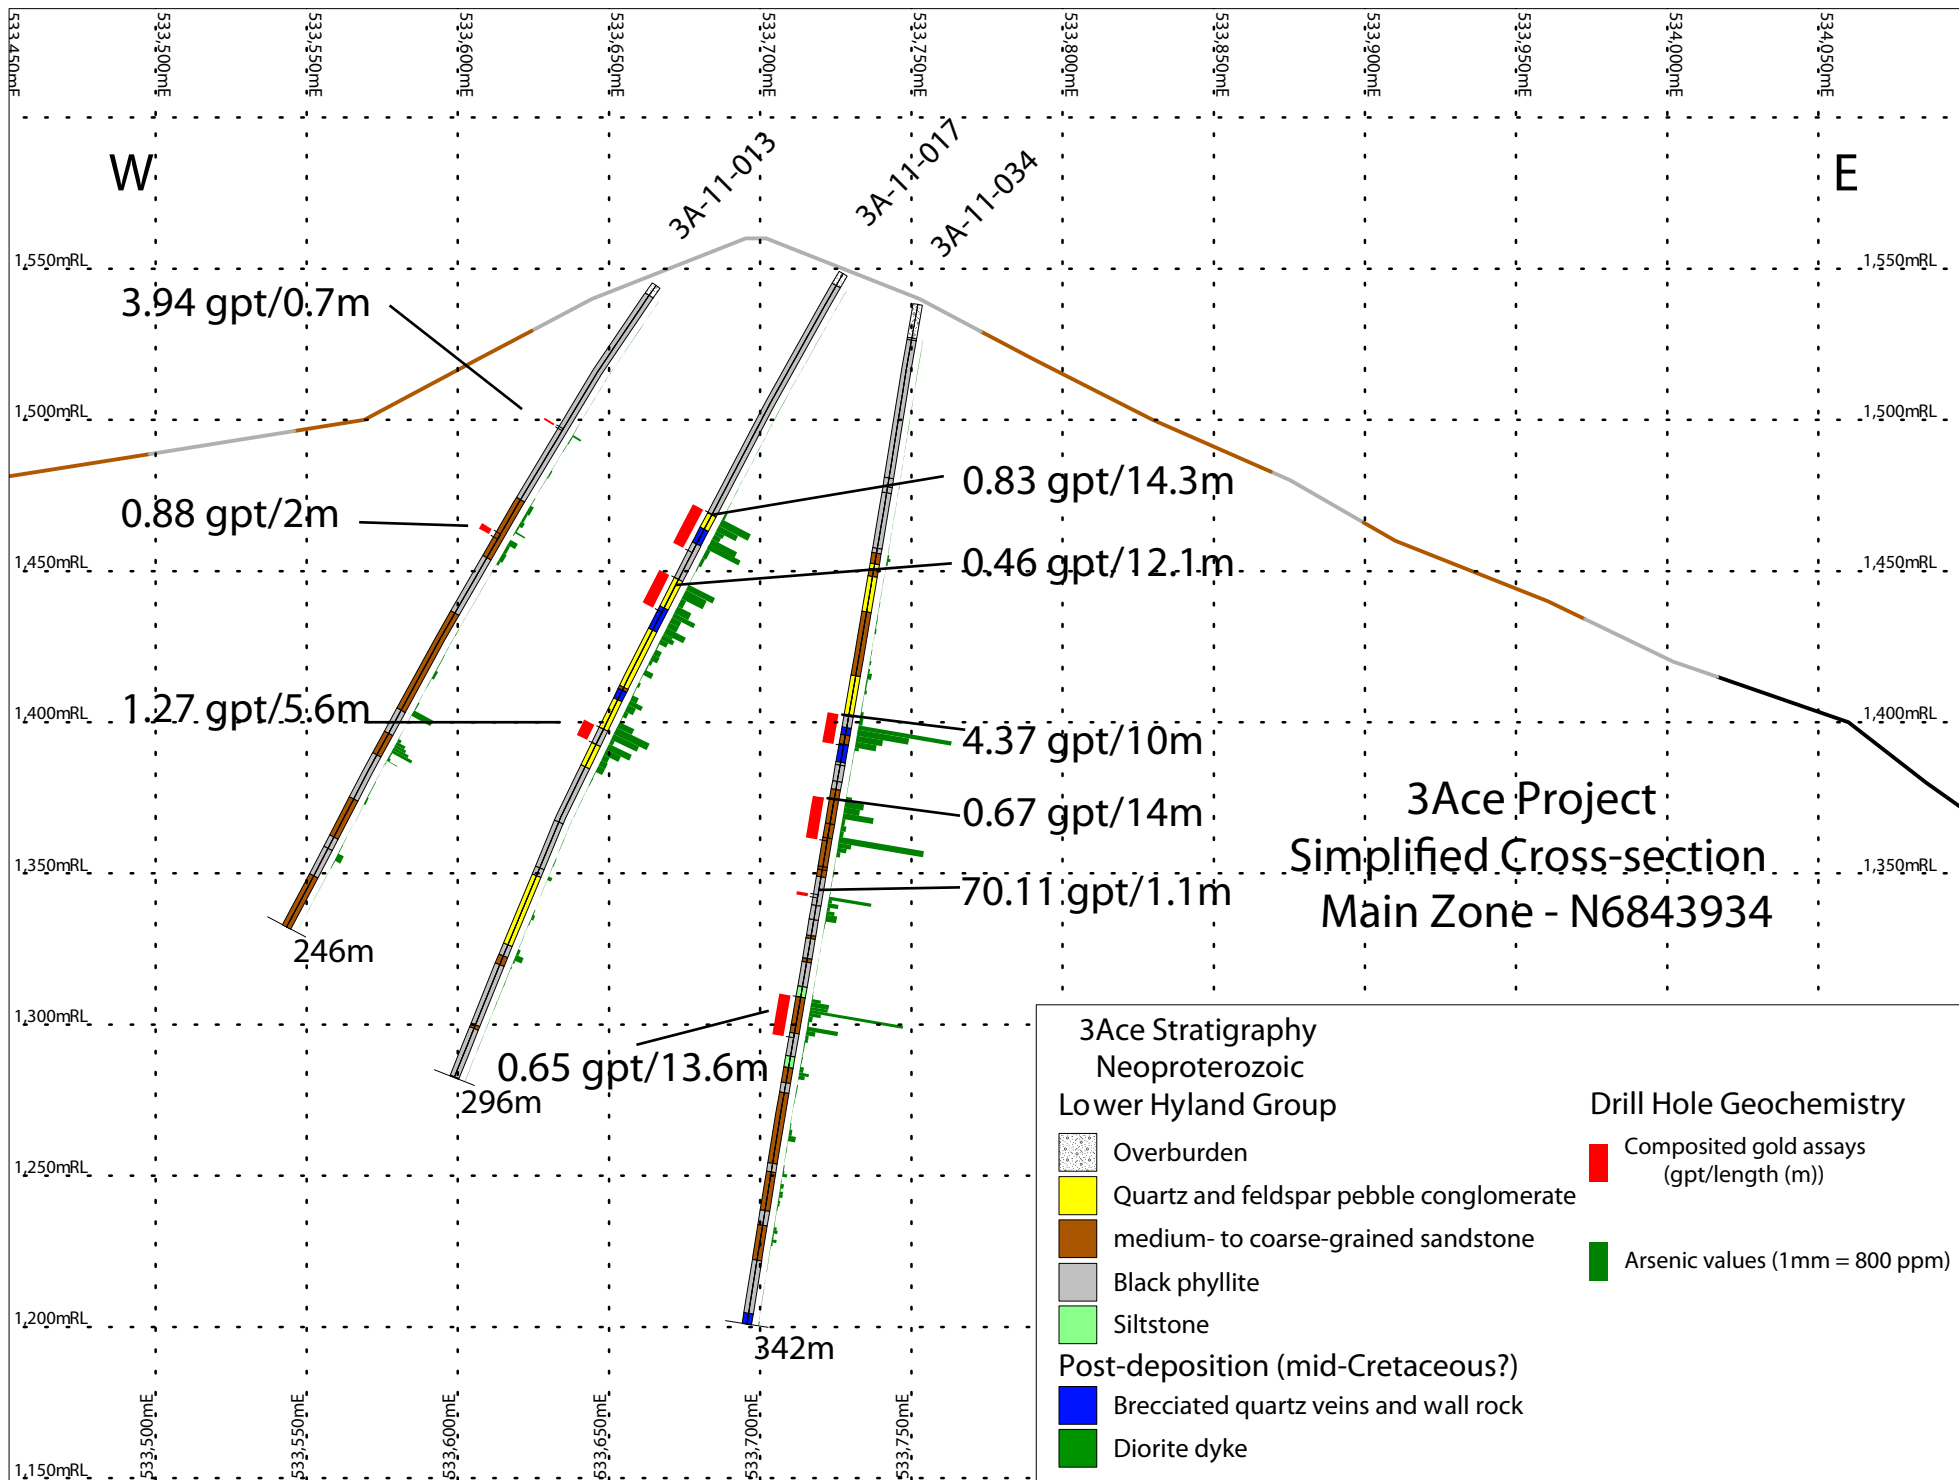 533,450mE
533,500mE
533,550mE
533,600mE
533,650mE
533,700mE
533,750mE
533,800mE
533,850mE
533,900mE
533,950mE
534,000mE
534,050mE
W
E
3A-11-013
3A-11-017
3A-11-034
1,550mRL
1,550mRL
3.94 gpt/0.7m
1,500mRL
1,500mRL
0.83 gpt/14.3m
0.88 gpt/2m
0.46 gpt/12.1m
1,450mRL
1,450mRL
1.27 gpt/5.6m
1,400mRL
1,400mRL
4.37 gpt/10m
0.67 gpt/14m
70.11 gpt/1.1m
3Ace Project
Simplified Cross-section
Main Zone - N6843934
1,350mRL
1,350mRL
246m
1,300mRL
0.65 gpt/13.6m
296m
1,250mRL
1,200mRL
342m
1,150mRL
533,500mE
533,550mE
533,600mE
533,650mE
533,700mE
533,750mE
3Ace Stratigraphy
Neoproterozoic
Lower Hyland Group
Overburden
Quartz and feldspar pebble conglomerate
medium- to coarse-grained sandstone
Black phyllite
Siltstone
Post-deposition (mid-Cretaceous?)
Brecciated quartz veins and wall rock
Diorite dyke
Drill Hole Geochemistry
Composited gold assays
(gpt/length (m))
Arsenic values (1mm = 800 ppm)